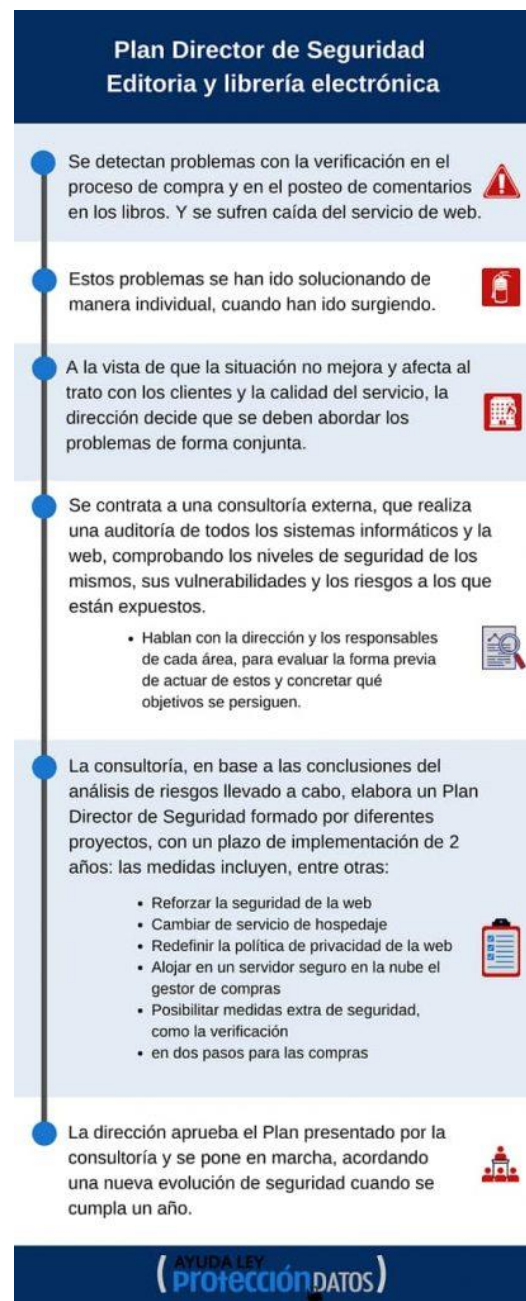 Plan Director de Seguridad
Editoria y librería electrónica
Se detectan problemas con la verificación en el
proceso de compra y en el posteo de comentarios
en los libros. Y se sufren caída del servicio de web.
Estos problemas se han ido solucionando de
manera individual, cuando han ido surgiendo.
A la vista de que la situación no mejora y afecta al
trato con los clientes y la calidad del servicio, la
dirección decide que se deben abordar los
problemas de forma conjunta.
Se contrata a una consultoría externa, que realiza
una auditoría de todos los sistemas informáticos y la
web, comprobando los niveles de seguridad de los
mismos, sus vulnerabilidades y los riesgos a los que
están expuestos.
• Hablan con la dirección y los responsables
de cada área, para evaluar la forma previa
de actuar de estos y concretar qué
objetivos se persiguen.
La consultoría, en base a las conclusiones del
análisis de riesgos llevado a cabo, elabora un Plan
Director de Seguridad formado por diferentes
proyectos, con un plazo de implementación de 2
años: las medidas incluyen, entre otras:
• Reforzar la seguridad de la web
• Cambiar de servicio de hospedaje
• Redefinir la política de privacidad de la web
• Alojar en un servidor seguro en la nube el
gestor de compras
• Posibilitar medidas extra de seguridad,
como la verificación
• en dos pasos para las compras
La dirección aprueba el Plan presentado por la
consultoría y se pone en marcha, acordando
una nueva evolución de seguridad cuando se
cumpla un año.
AYUDA LEY
(protección DATOS)